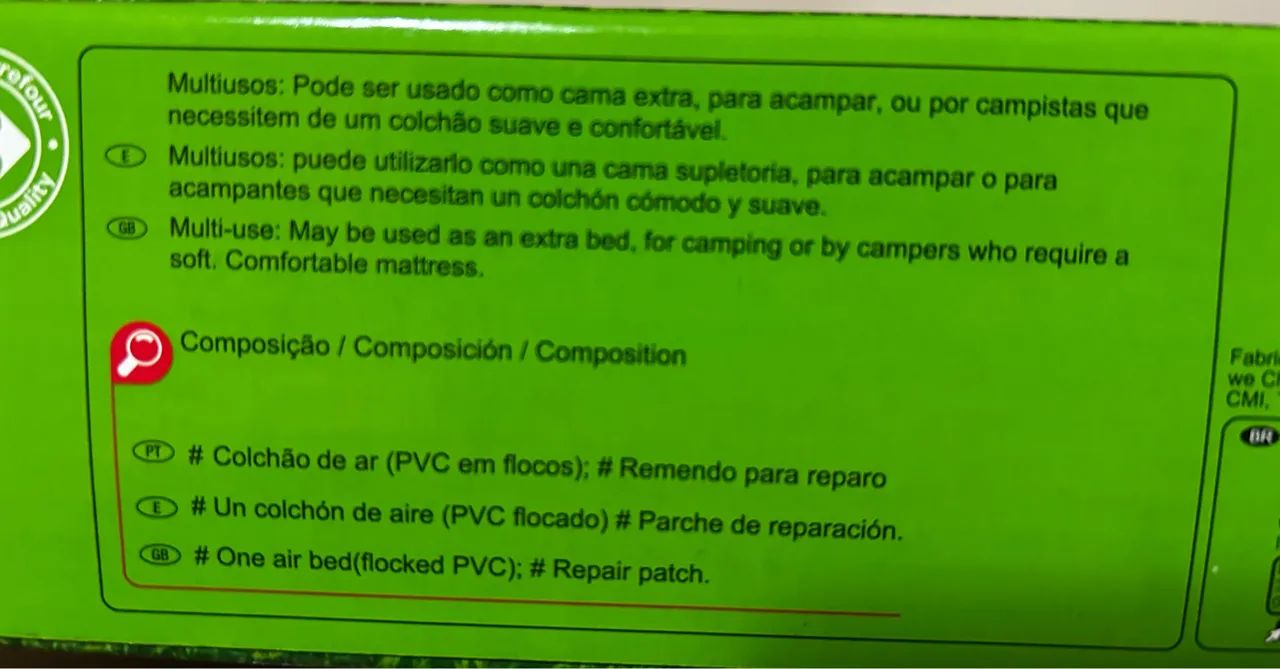 refour
Quality
Multiusos: Pode ser usado como cama extra, para acampar, ou por campistas que
necessitem de um colchão suave e confortável.
E Multiusos: puede utilizarlo como una cama supletoria, para acampar o para
acampantes que necesitan un colchón cómodo y suave.
GB Multi-use: May be used as an extra bed, for camping or by campers who require a
soft. Comfortable mattress.
Composição / Composición / Composition
PT # Colchão de ar (PVC em flocos); # Remendo para reparo
E # Un colchón de aire (PVC flocado) # Parche de reparación.
GB # One air bed(flocked PVC); # Repair patch.
Fabri
we C
CMI,
BR